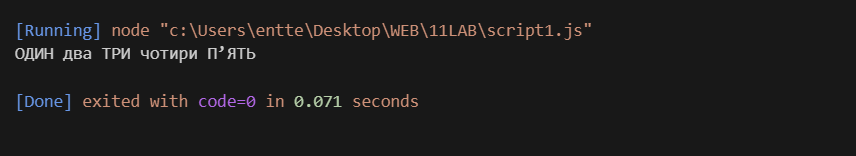 [Running] node "c:\Users\entte\Desktop\WEB\11LAB\script1.js"
ОДИН два ТРИ чотири П’ЯТЬ
[Done] exited with code=0 in 0.071 seconds